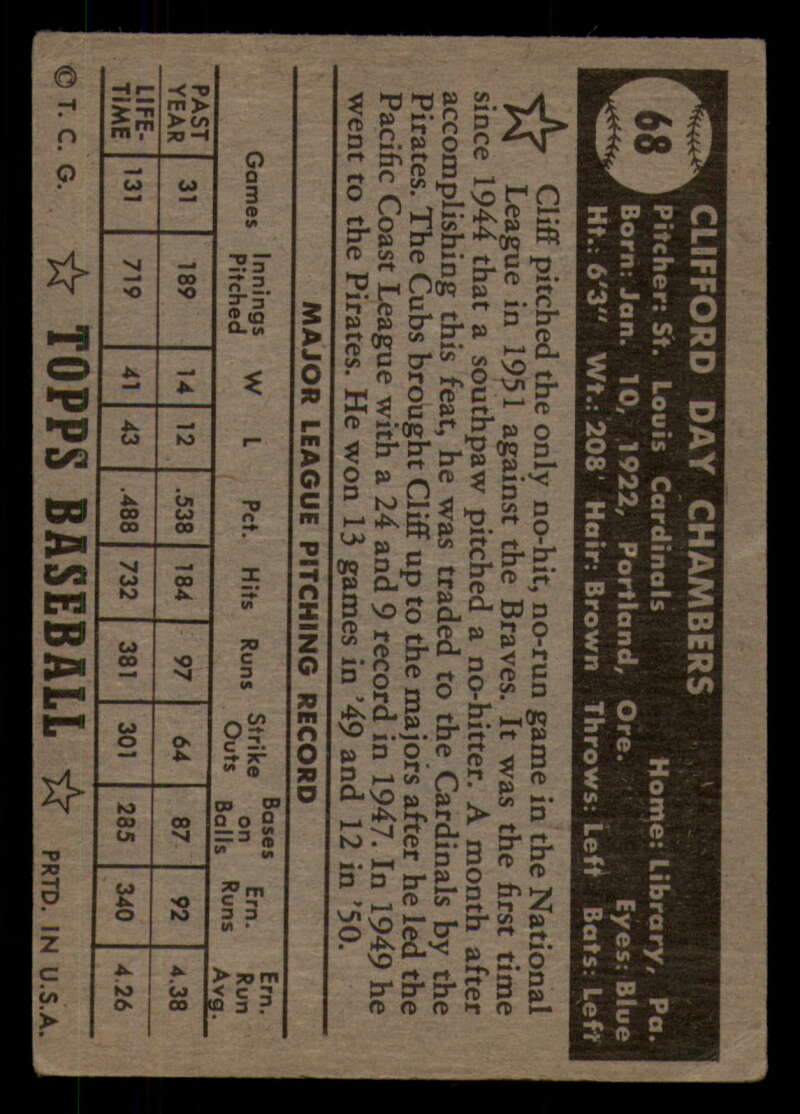 68
CLIFFORD DAY CHAMBERS
Pitcher: St. Louis Cardinals Home: Library, Pa.
Born: Jan. 10, 1922, Portland, Ore. Eyes: Blue
Ht.: 6'3" Wt.: 208 Hair: Brown Throws: Left Bats: Left
Cliff pitched the only no-hit, no-run game in the National
League in 1951 against the Braves. It was the first time
since 1944 that a southpaw pitched a no-hitter. A month after
accomplishing this feat, he was traded to the Cardinals by the
Pirates. The Cubs brought Cliff up to the majors after he led the
Pacific Coast League with a 24 and 9 record in 1947. In 1949 he
went to the Pirates. He won 13 games in '49 and 12 in '50.
MAJOR LEAGUE PITCHING RECORD
Games Innings Pitched W L Pct. Hits Runs Strike Outs Bases on Balls Ern. Runs Ern. Run Avg.
PAST YEAR 31 189 14 12 .538 184 97 64 87 92 4.38
LIFE-TIME 131 719 41 43 .488 732 381 301 285 340 4.26
© T. C. G. ☆ TOPPS BASEBALL ☆ PRTD. IN U.S.A.